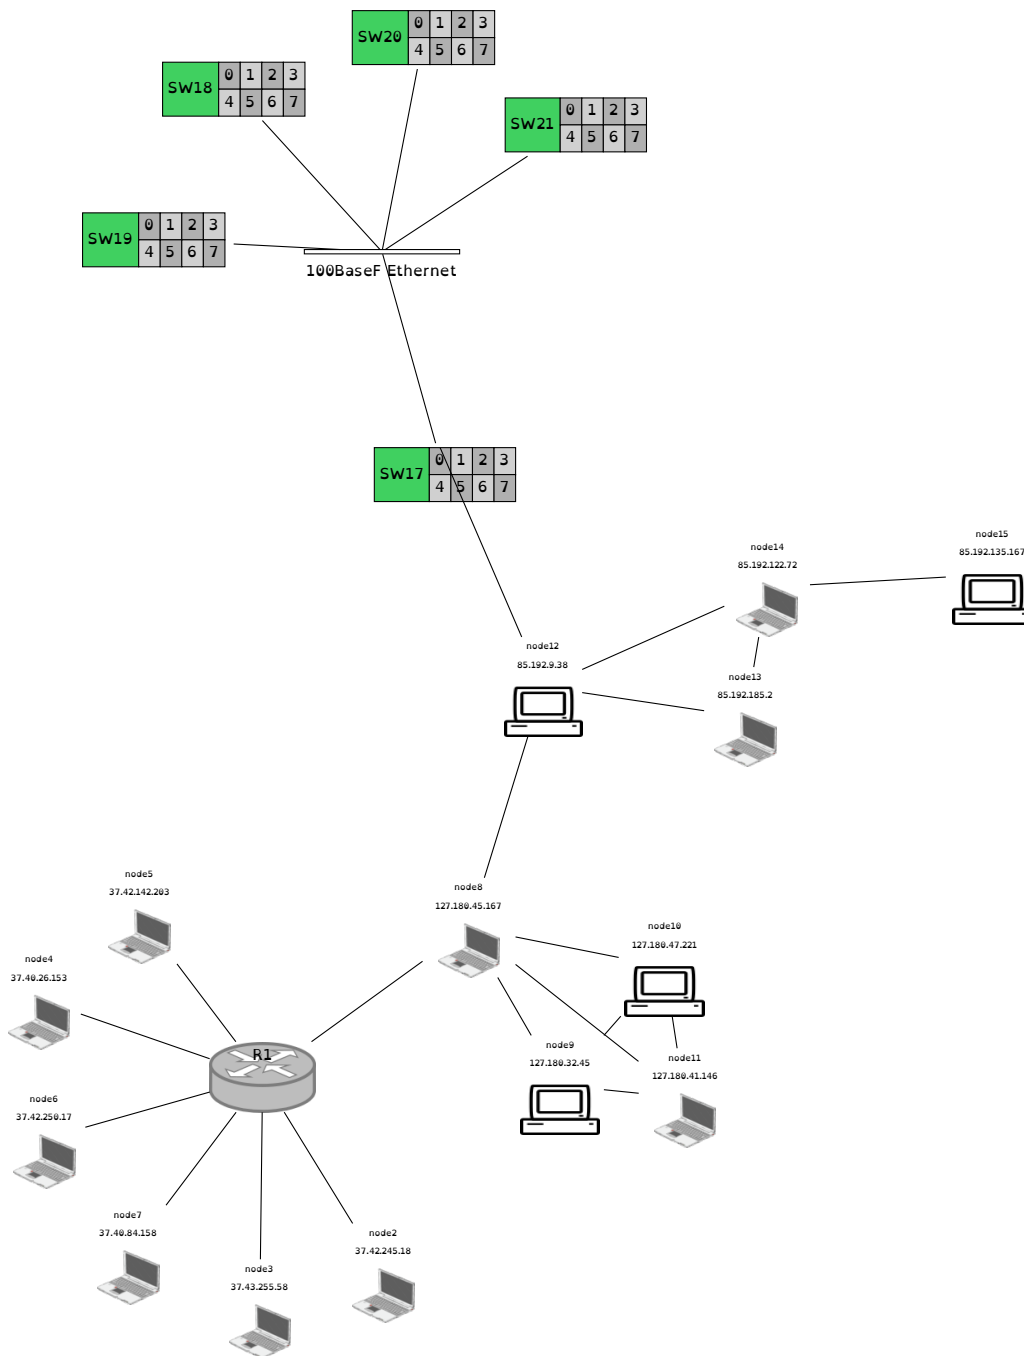 SW20
0 1 2 3
4 5 6 7
SW18
0 1 2 3
4 5 6 7
SW21
0 1 2 3
4 5 6 7
SW19
0 1 2 3
4 5 6 7
100BaseF Ethernet
SW17
0 1 2 3
4 5 6 7
node15
85.192.135.167
node14
85.192.122.72
node12
85.192.9.38
node13
85.192.185.2
node5
37.42.142.203
node8
127.180.45.167
node10
127.180.47.221
node4
37.40.26.153
R1
node9
127.180.32.45
node11
127.180.41.146
node6
37.42.250.17
node7
37.40.84.158
node2
37.42.245.18
node3
37.43.255.58